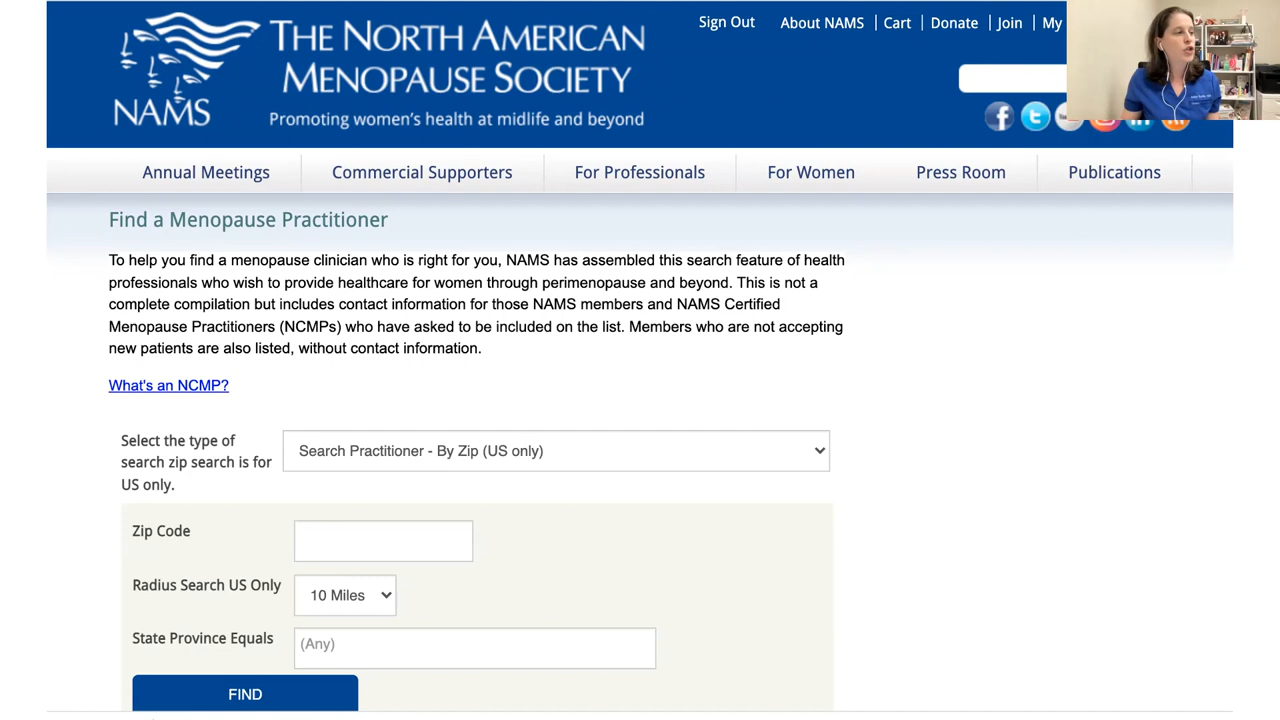 THE NORTH AMERICAN
MENOPAUSE SOCIETY
NAMS
Promoting women's health at midlife and beyond
Sign Out About NAMS | Cart | Donate | Join | My
Annual Meetings Commercial Supporters For Professionals For Women Press Room Publications
Find a Menopause Practitioner
To help you find a menopause clinician who is right for you, NAMS has assembled this search feature of health
professionals who wish to provide healthcare for women through perimenopause and beyond. This is not a
complete compilation but includes contact information for those NAMS members and NAMS Certified
Menopause Practitioners (NCMPs) who have asked to be included on the list. Members who are not accepting
new patients are also listed, without contact information.
What's an NCMP?
Select the type of
search zip search is for
US only.
Search Practitioner - By Zip (US only)
Zip Code
Radius Search US Only 10 Miles
State Province Equals (Any)
FIND